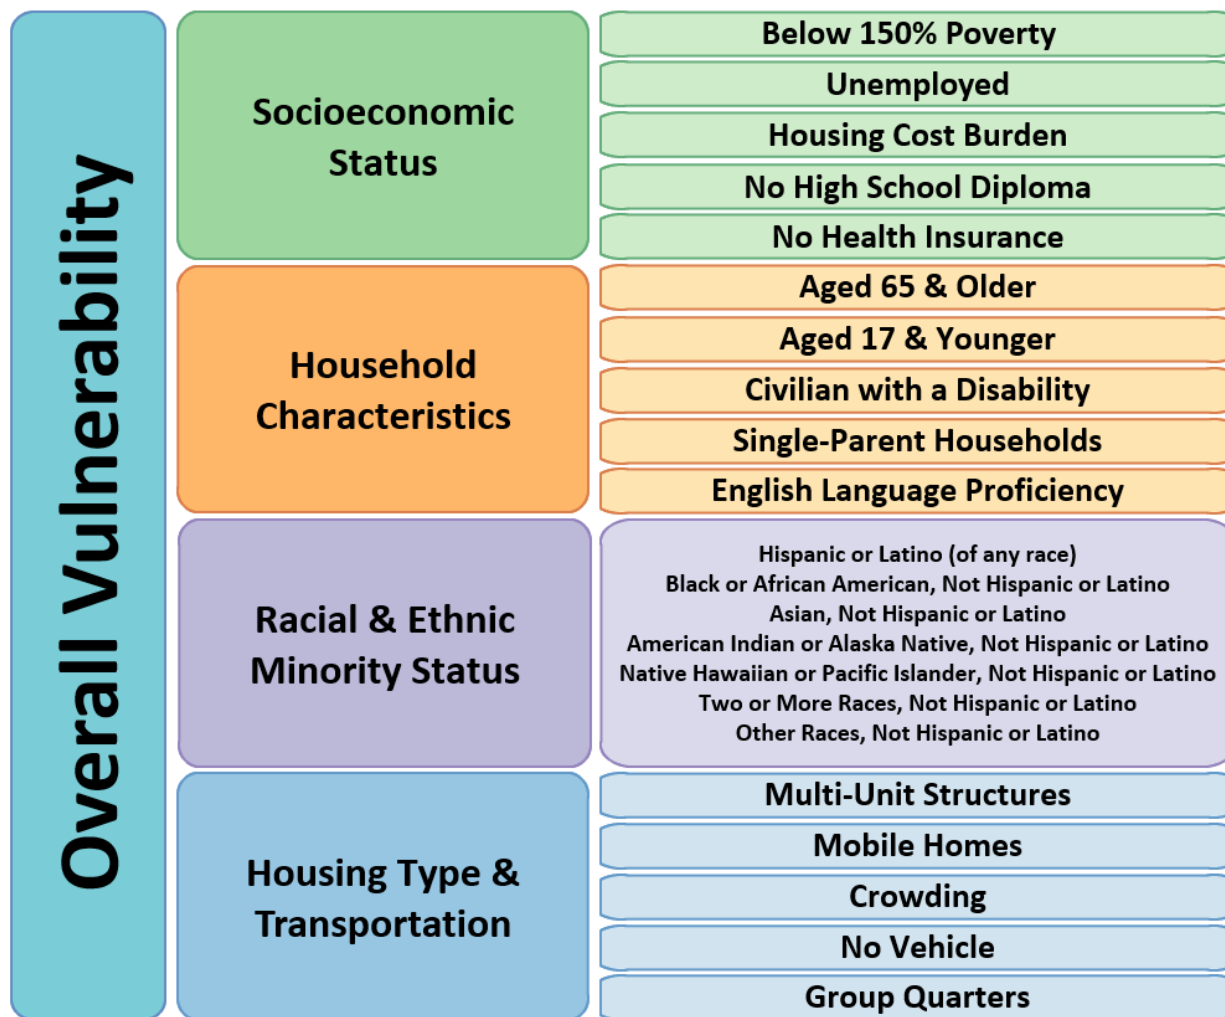 Overall Vulnerability
Socioeconomic
Status
Below 150% Poverty
Unemployed
Housing Cost Burden
No High School Diploma
No Health Insurance
Household
Characteristics
Aged 65 & Older
Aged 17 & Younger
Civilian with a Disability
Single-Parent Households
English Language Proficiency
Racial & Ethnic
Minority Status
Hispanic or Latino (of any race)
Black or African American, Not Hispanic or Latino
Asian, Not Hispanic or Latino
American Indian or Alaska Native, Not Hispanic or Latino
Native Hawaiian or Pacific Islander, Not Hispanic or Latino
Two or More Races, Not Hispanic or Latino
Other Races, Not Hispanic or Latino
Housing Type &
Transportation
Multi-Unit Structures
Mobile Homes
Crowding
No Vehicle
Group Quarters